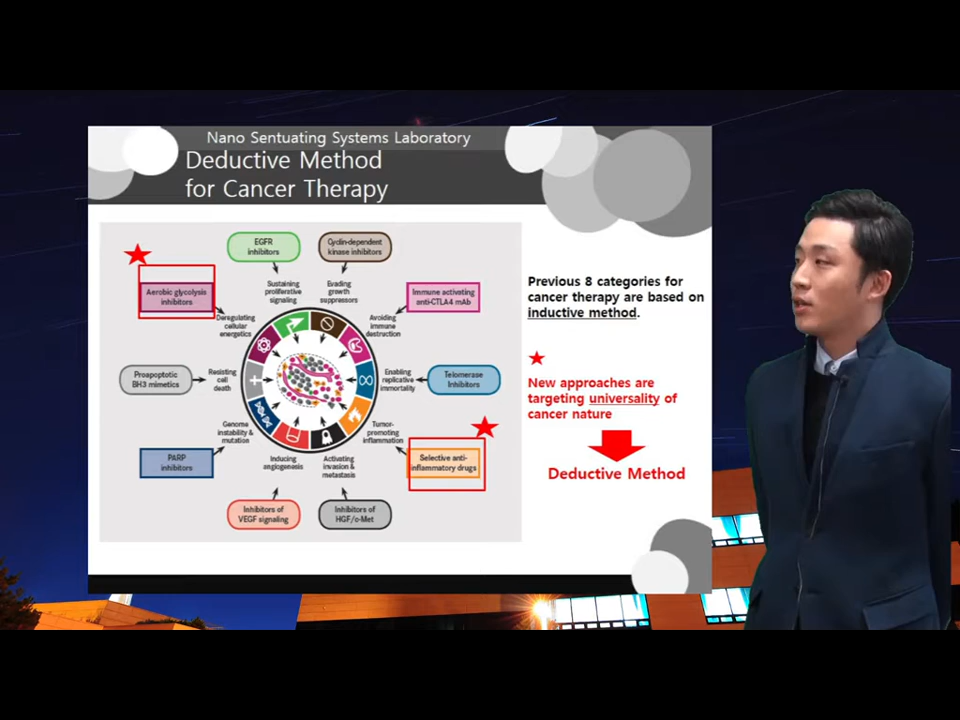 Nano Sentuating Systems Laboratory
Deductive Method
for Cancer Therapy
EGFR
inhibitors
Cyclin-dependent
kinase inhibitors
Aerobic glycolysis
inhibitors
Sustaining
proliferative
signaling
Evading
growth
suppressors
Immune activating
anti-CTLA4 mAb
Deregulating
cellular
energetics
Avoiding
immune
destruction
Proapoptotic
BH3 mimetics
Resisting
cell
death
Enabling
replicative
immortality
Telomerase
Inhibitors
Genome
instability &
mutation
Tumor-
promoting
inflammation
PARP
inhibitors
Inducing
angiogenesis
Activating
invasion &
metastasis
Selective anti-
inflammatory drugs
Inhibitors of
VEGF signaling
Inhibitors of
HGF/c-Met
Previous 8 categories for
cancer therapy are based on
inductive method.
New approaches are
targeting universality of
cancer nature
Deductive Method